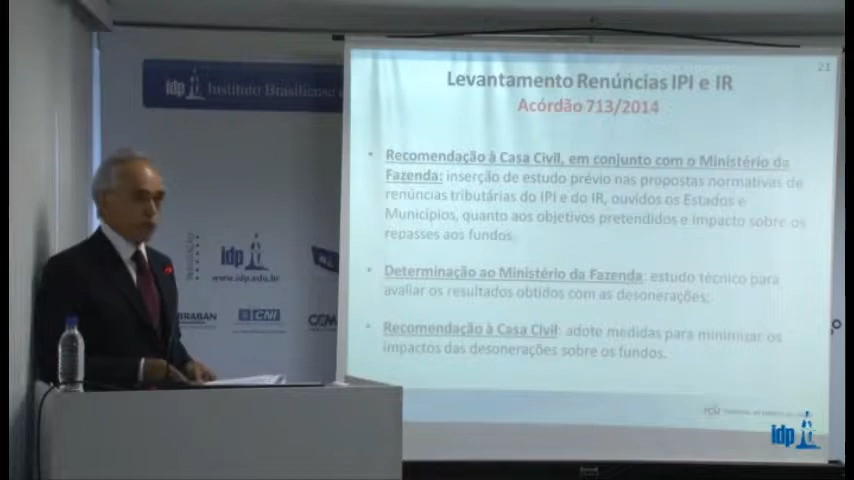 21
Levantamento Renúncias IPI e IR
Acórdão 713/2014
• Recomendação à Casa Civil, em conjunto com o Ministério da
Fazenda: inserção de estudo prévio nas propostas normativas de
renúncias tributárias do IPI e do IR, ouvidos os Estados e
Municípios, quanto aos objetivos pretendidos e impacto sobre os
repasses aos fundos.
• Determinação ao Ministério da Fazenda: estudo técnico para
avaliar os resultados obtidos com as desonerações;
• Recomendação à Casa Civil: adote medidas para minimizar os
impactos das desonerações sobre os fundos.
idp Instituto Brasiliense
idp
www.idp.edu.br
BRABAN
CNI
TCU
idp